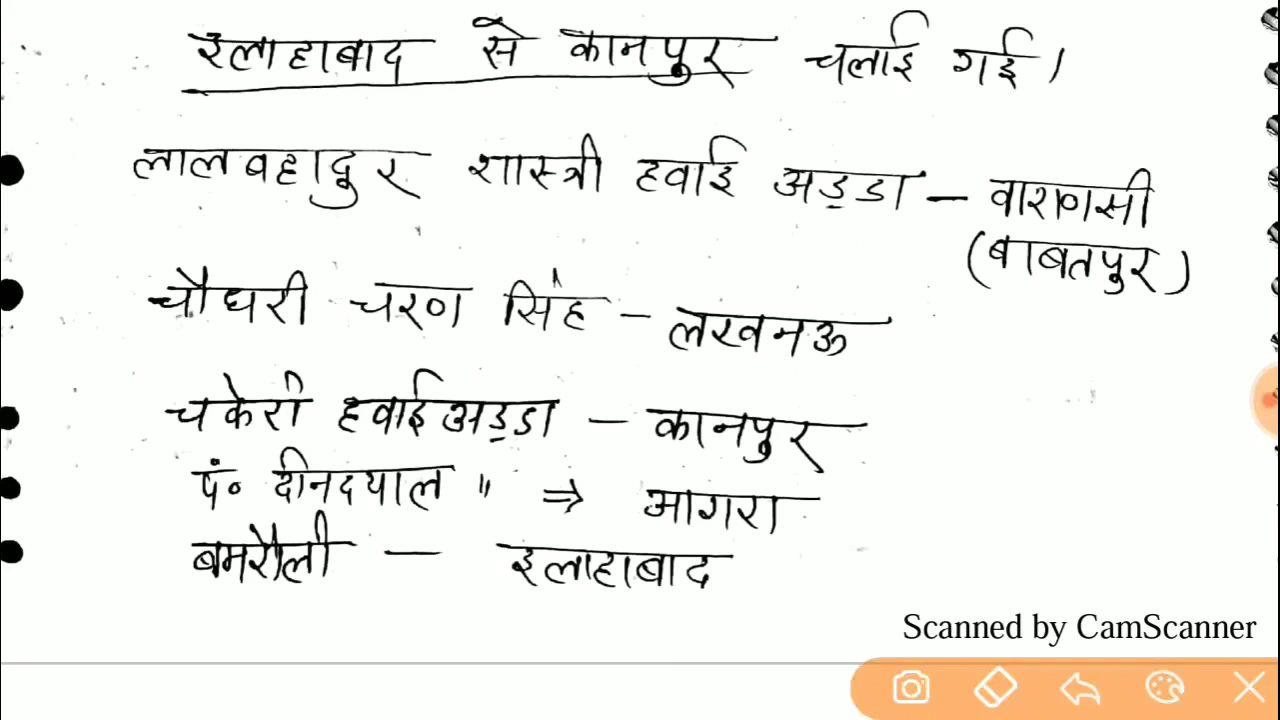 इलाहाबाद से कानपुर चलाई गई।
लालबहादुर शास्त्री हवाई अड्डा – वाराणसी
(बाबतपुर)
चौधरी चरण सिंह – लखनऊ
चकेरी हवाई अड्डा – कानपुर
पं॰ दीनदयाल " ⇒ आगरा
बमरौली – इलाहाबाद
Scanned by CamScanner